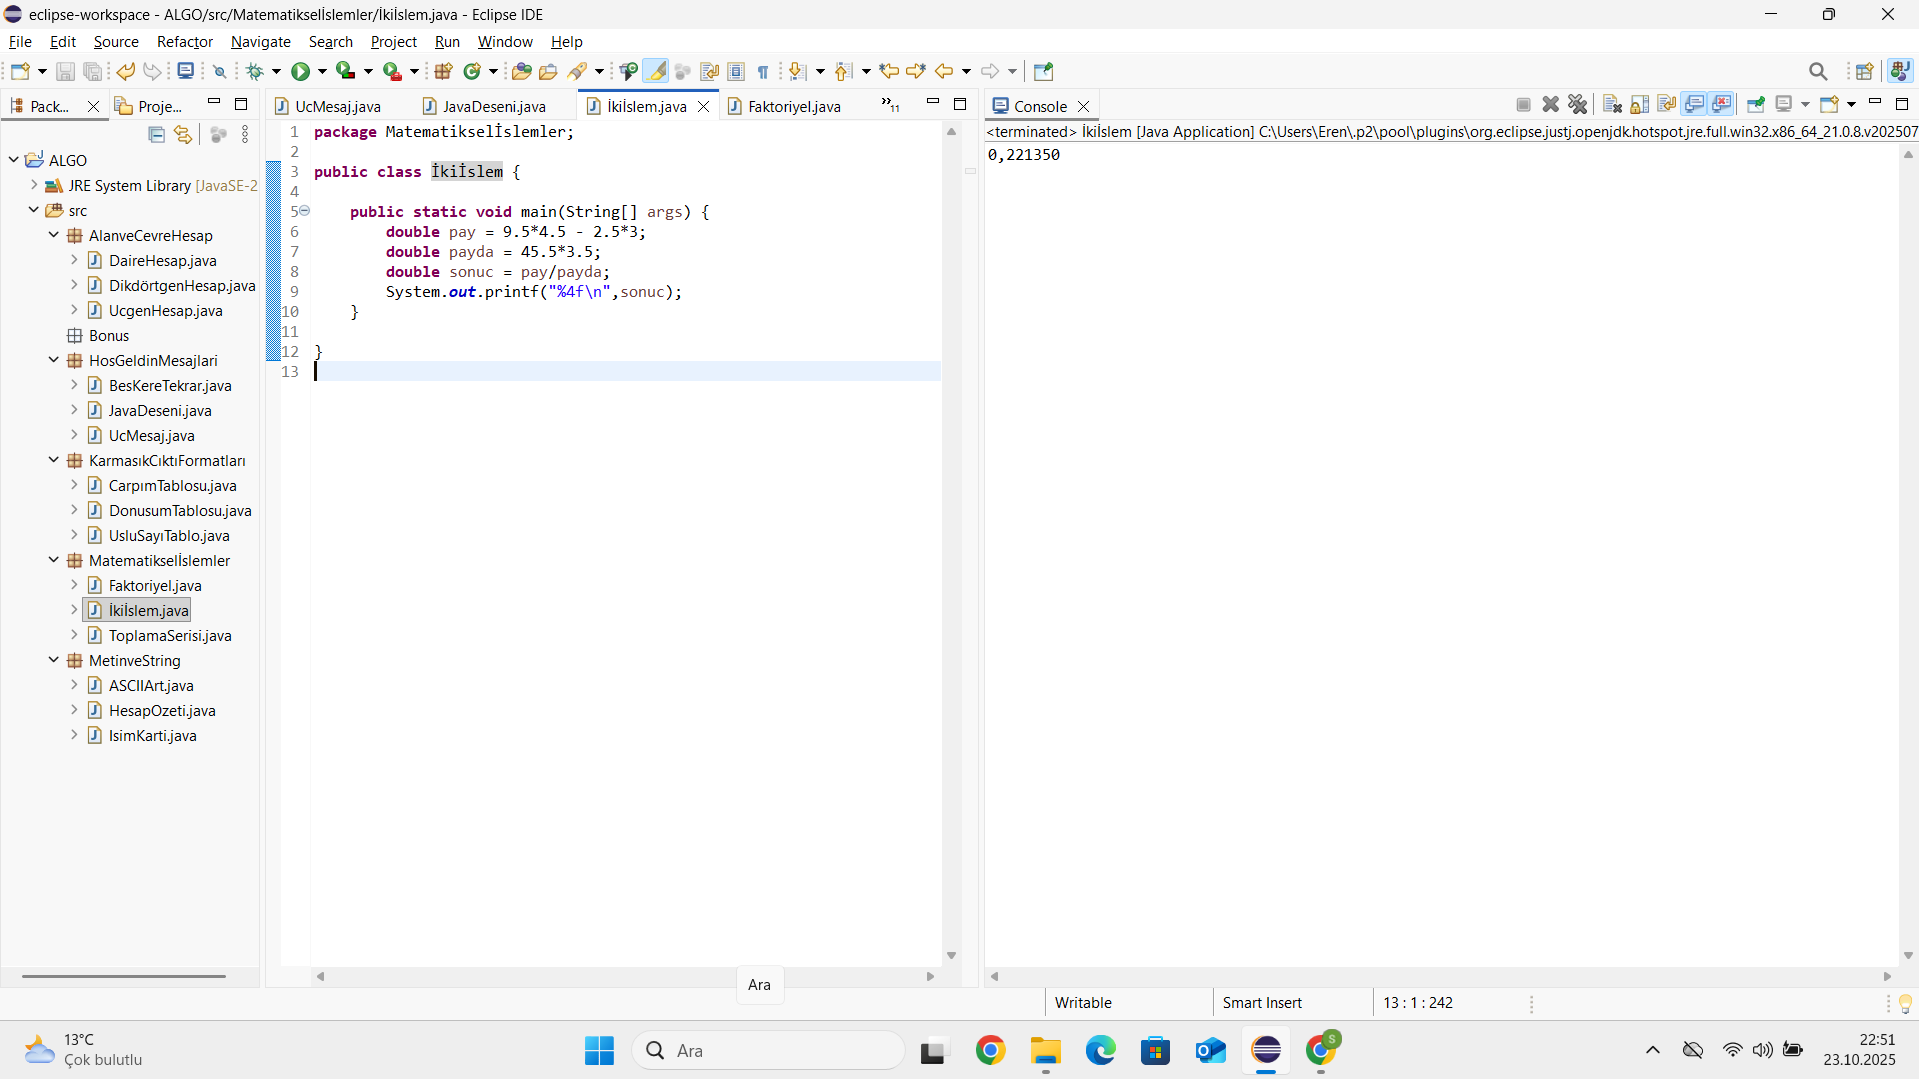 eclipse-workspace - ALGO/src/Matematikselİslemler/İkiİslem.java - Eclipse IDE
File Edit Source Refactor Navigate Search Project Run Window Help
Pack... Proje...
UcMesaj.java JavaDeseni.java İkiİslem.java Faktoriyel.java »11
Console
ALGO
JRE System Library [JavaSE-2
src
AlanveCevreHesap
DaireHesap.java
DikdörtgenHesap.java
UcgenHesap.java
Bonus
HosGeldinMesajlari
BesKereTekrar.java
JavaDeseni.java
UcMesaj.java
KarmasıkCıktıFormatları
CarpımTablosu.java
DonusumTablosu.java
UsluSayıTablo.java
Matematikselİslemler
Faktoriyel.java
İkiİslem.java
ToplamaSerisi.java
MetinveString
ASCIIArt.java
HesapOzeti.java
IsimKarti.java
1 package Matematikselİslemler;
2
3 public class İkiİslem {
4
5 public static void main(String[] args) {
6 double pay = 9.5*4.5 - 2.5*3;
7 double payda = 45.5*3.5;
8 double sonuc = pay/payda;
9 System.out.printf("%4f\n",sonuc);
10 }
11
12 }
13
<terminated> İkiİslem [Java Application] C:\Users\Eren\.p2\pool\plugins\org.eclipse.justj.openjdk.hotspot.jre.full.win32.x86_64_21.0.8.v202507
0,221350
Ara
Writable Smart Insert 13 : 1 : 242
13°C
Çok bulutlu
Ara
S
22:51
23.10.2025